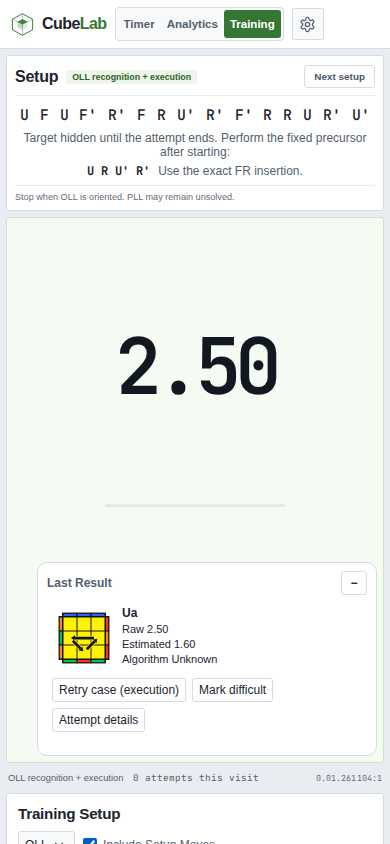 CubeLab
Timer Analytics Training
Setup OLL recognition + execution Next setup
U F U F' R' F R U' R' F' R R U R' U'
Target hidden until the attempt ends. Perform the fixed precursor
after starting:
U R U' R' Use the exact FR insertion.
Stop when OLL is oriented. PLL may remain unsolved.
2.50
Last Result −
Ua
Raw 2.50
Estimated 1.60
Algorithm Unknown
Retry case (execution) Mark difficult
Attempt details
OLL recognition + execution 0 attempts this visit 0.01.261104:1
Training Setup
OLL Include Setup Moves